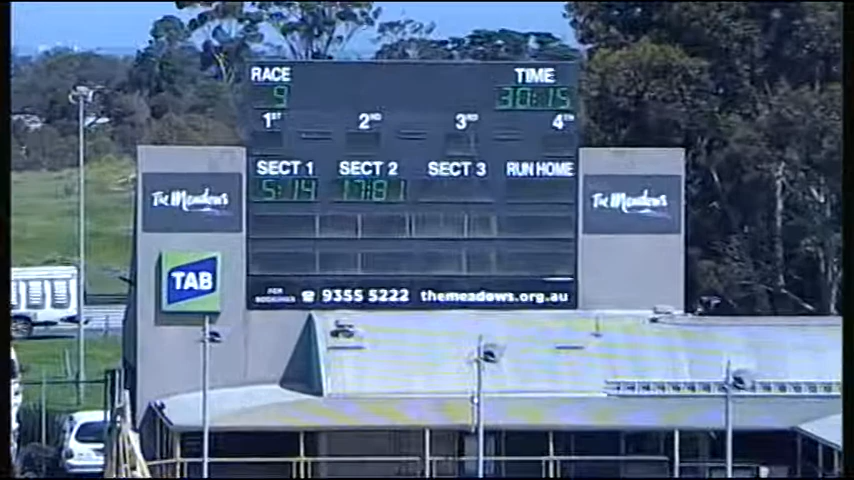 RACE TIME
9 30:15
1ST 2ND 3RD 4TH
SECT 1 SECT 2 SECT 3 RUN HOME
5:14 17:81
The Meadows
The Meadows
TAB
FOR BOOKINGS ☎ 9355 5222 themeadows.org.au